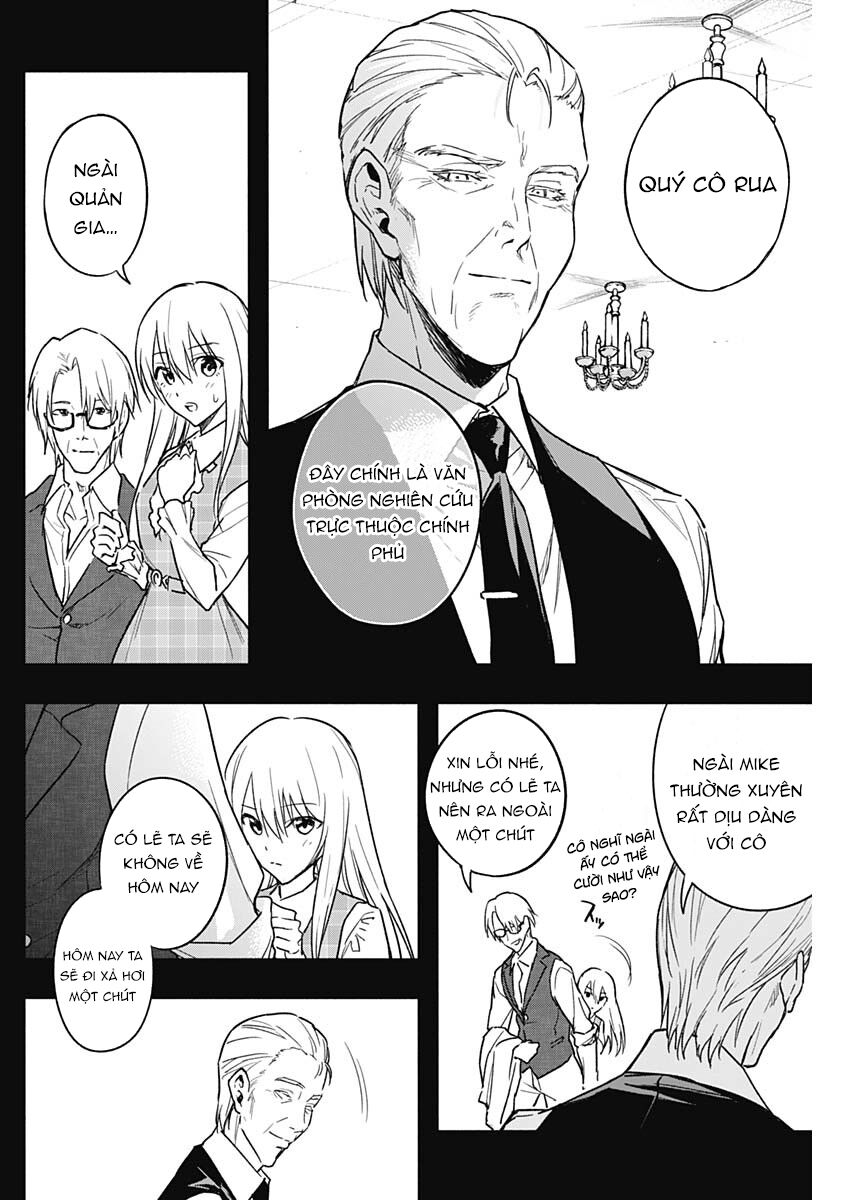 QUÝ CÔ RUA
ĐÂY CHÍNH LÀ VĂN
PHÒNG NGHIÊN CỨU
TRỰC THUỘC CHÍNH
PHỦ
NGÀI
QUẢN
GIA...
NGÀI MIKE
THƯỜNG XUYÊN
RẤT DỊU DÀNG
VỚI CÔ
CÔ NGHĨ NGÀI
ẤY CÓ THỂ
CƯỜI NHƯ VẬY
SAO?
XIN LỖI NHÉ,
NHƯNG CÓ LẼ TA
NÊN RA NGOÀI
MỘT CHÚT
CÓ LẼ TA SẼ
KHÔNG VỀ
HÔM NAY
HÔM NAY TA
SẼ ĐI XẢ HƠI
MỘT CHÚT